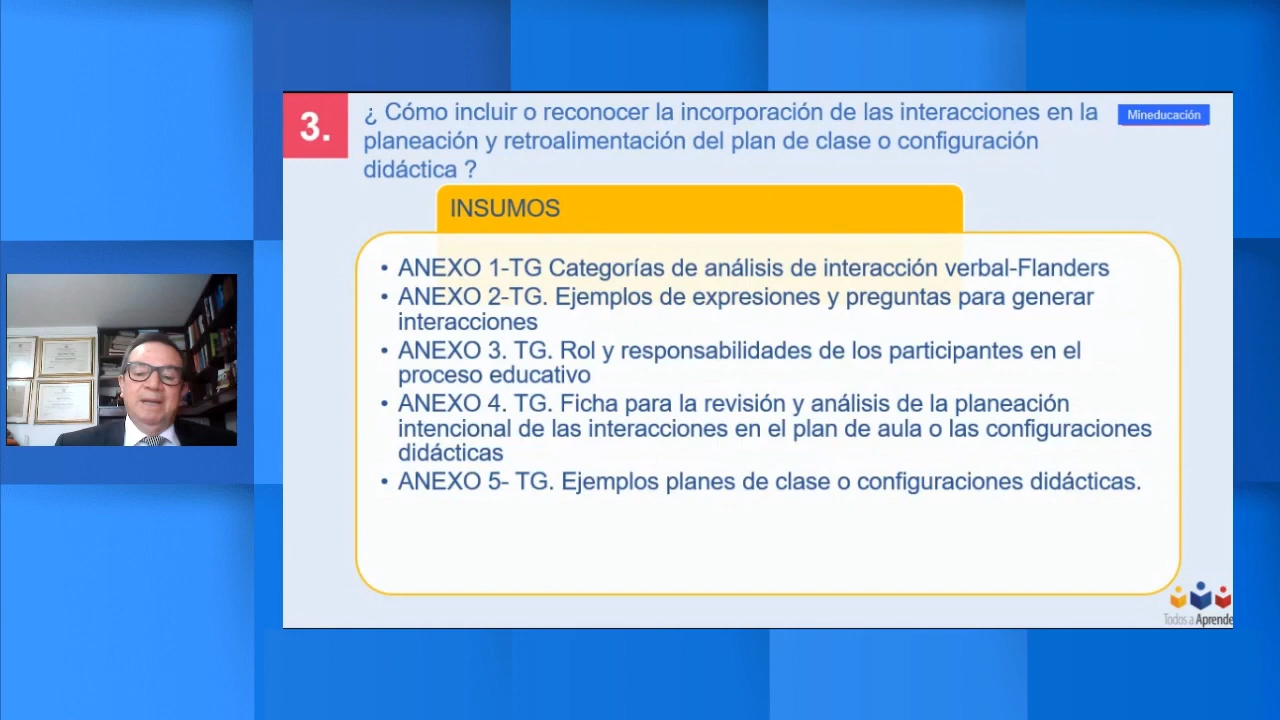 3.
¿ Cómo incluir o reconocer la incorporación de las interacciones en la
planeación y retroalimentación del plan de clase o configuración
didáctica ?
Mineducación
INSUMOS
• ANEXO 1-TG Categorías de análisis de interacción verbal-Flanders
• ANEXO 2-TG. Ejemplos de expresiones y preguntas para generar
interacciones
• ANEXO 3. TG. Rol y responsabilidades de los participantes en el
proceso educativo
• ANEXO 4. TG. Ficha para la revisión y análisis de la planeación
intencional de las interacciones en el plan de aula o las configuraciones
didácticas
• ANEXO 5- TG. Ejemplos planes de clase o configuraciones didácticas.
Todos a Aprende